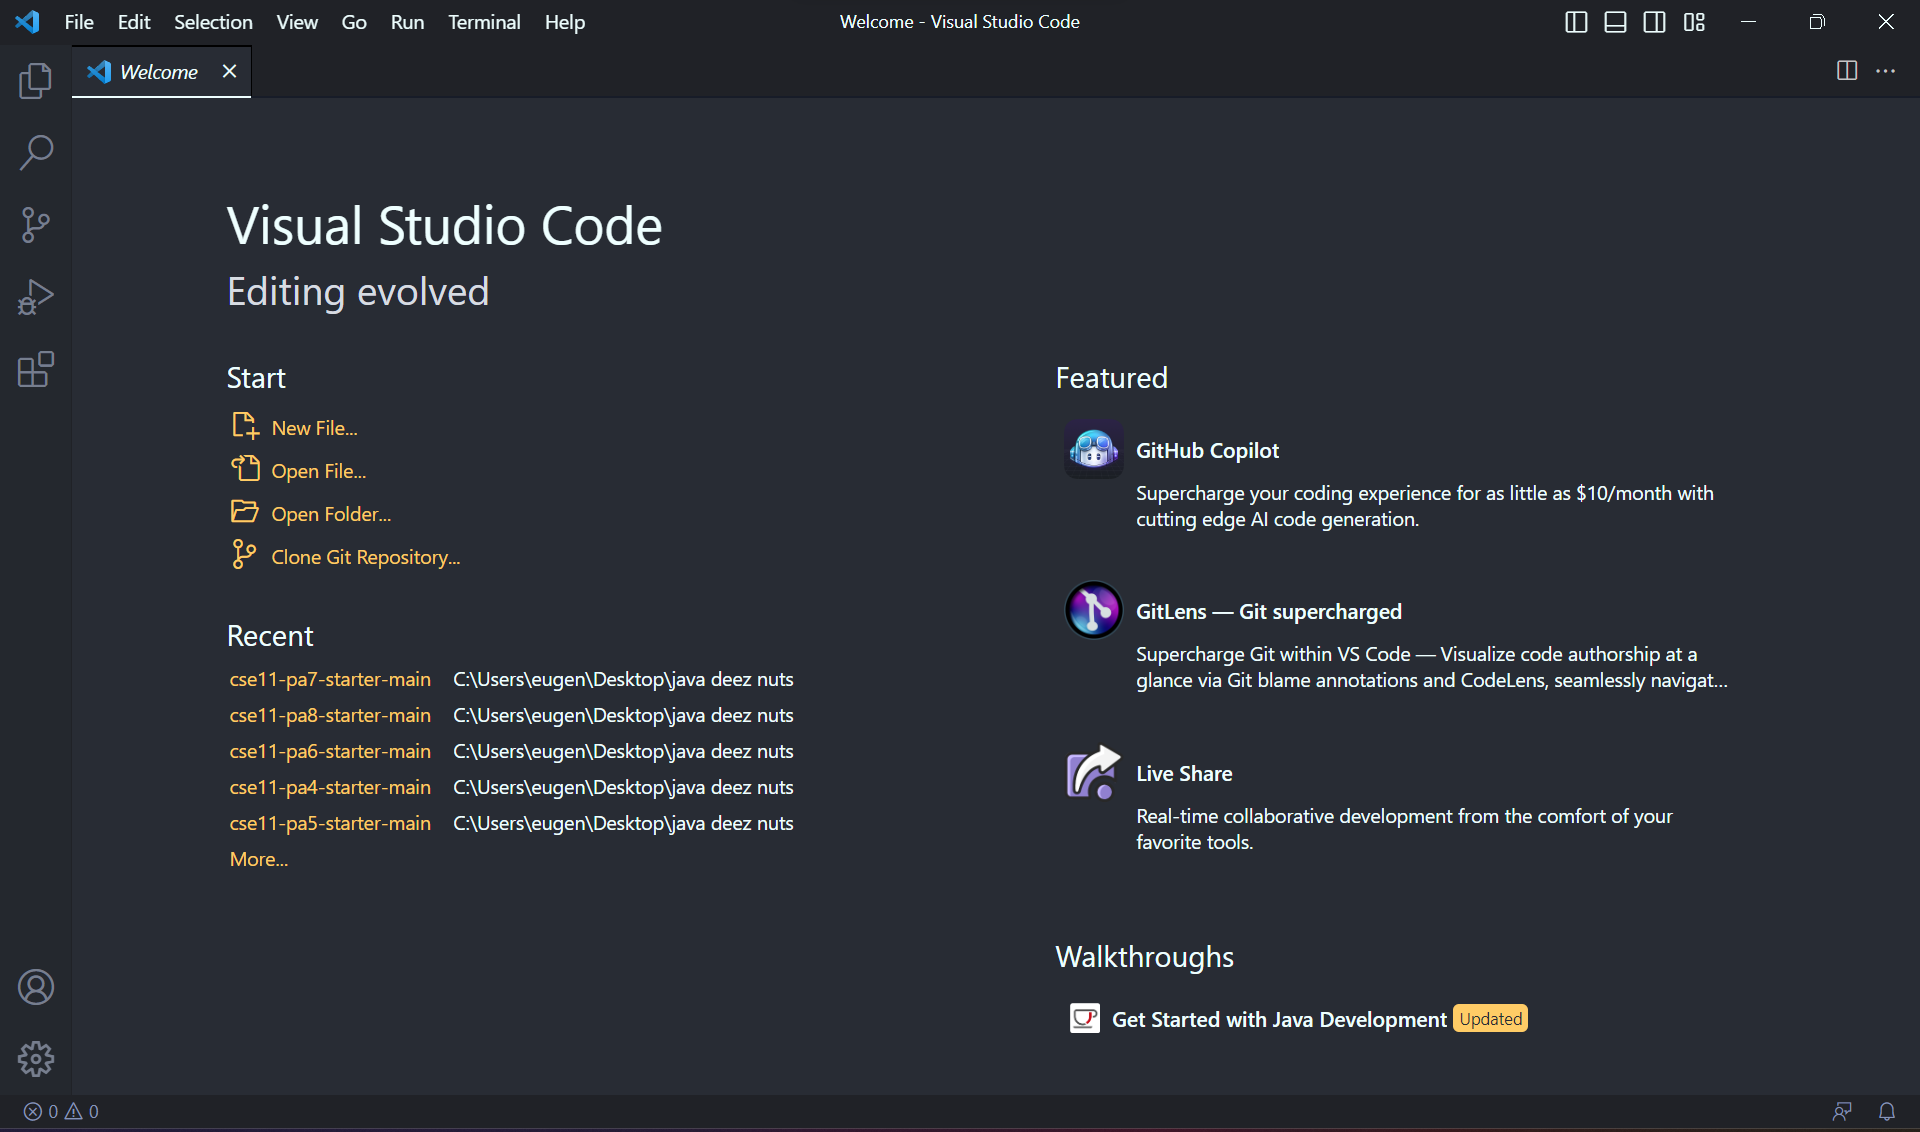 File Edit Selection View Go Run Terminal Help Welcome - Visual Studio Code
Welcome
Visual Studio Code
Editing evolved
Start
New File...
Open File...
Open Folder...
Clone Git Repository...
Recent
cse11-pa7-starter-main C:\Users\eugen\Desktop\java deez nuts
cse11-pa8-starter-main C:\Users\eugen\Desktop\java deez nuts
cse11-pa6-starter-main C:\Users\eugen\Desktop\java deez nuts
cse11-pa4-starter-main C:\Users\eugen\Desktop\java deez nuts
cse11-pa5-starter-main C:\Users\eugen\Desktop\java deez nuts
More...
Featured
GitHub Copilot
Supercharge your coding experience for as little as $10/month with
cutting edge AI code generation.
GitLens — Git supercharged
Supercharge Git within VS Code — Visualize code authorship at a
glance via Git blame annotations and CodeLens, seamlessly navigat...
Live Share
Real-time collaborative development from the comfort of your
favorite tools.
Walkthroughs
Get Started with Java Development Updated
0 0